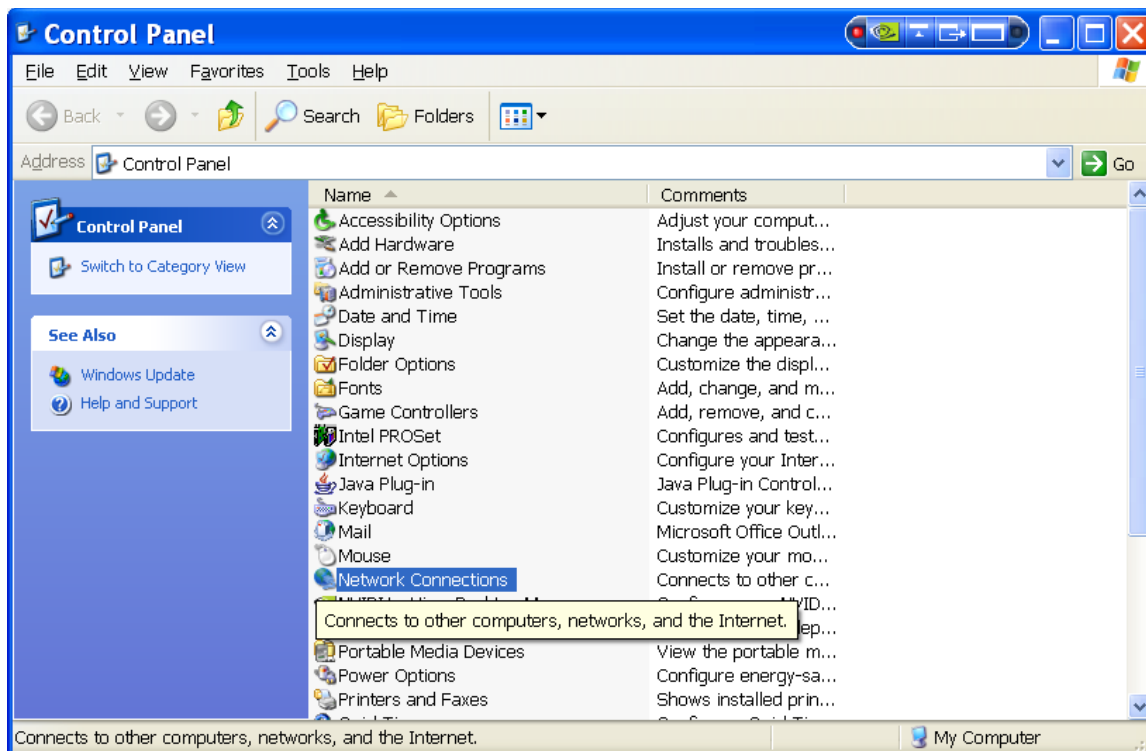 Control Panel
File Edit View Favorites Tools Help
Back Search Folders
Address Control Panel Go
Control Panel
Switch to Category View
See Also
Windows Update
Help and Support
Name Comments
Accessibility Options Adjust your comput...
Add Hardware Installs and troubles...
Add or Remove Programs Install or remove pr...
Administrative Tools Configure administr...
Date and Time Set the date, time, ...
Display Change the appeara...
Folder Options Customize the displ...
Fonts Add, change, and m...
Game Controllers Add, remove, and c...
Intel PROSet Configures and test...
Internet Options Configure your Inter...
Java Plug-in Java Plug-in Control...
Keyboard Customize your key...
Mail Microsoft Office Outl...
Mouse Customize your mo...
Network Connections Connects to other c...
Connects to other computers, networks, and the Internet.
Portable Media Devices View the portable m...
Power Options Configure energy-sa...
Printers and Faxes Shows installed prin...
Connects to other computers, networks, and the Internet. My Computer